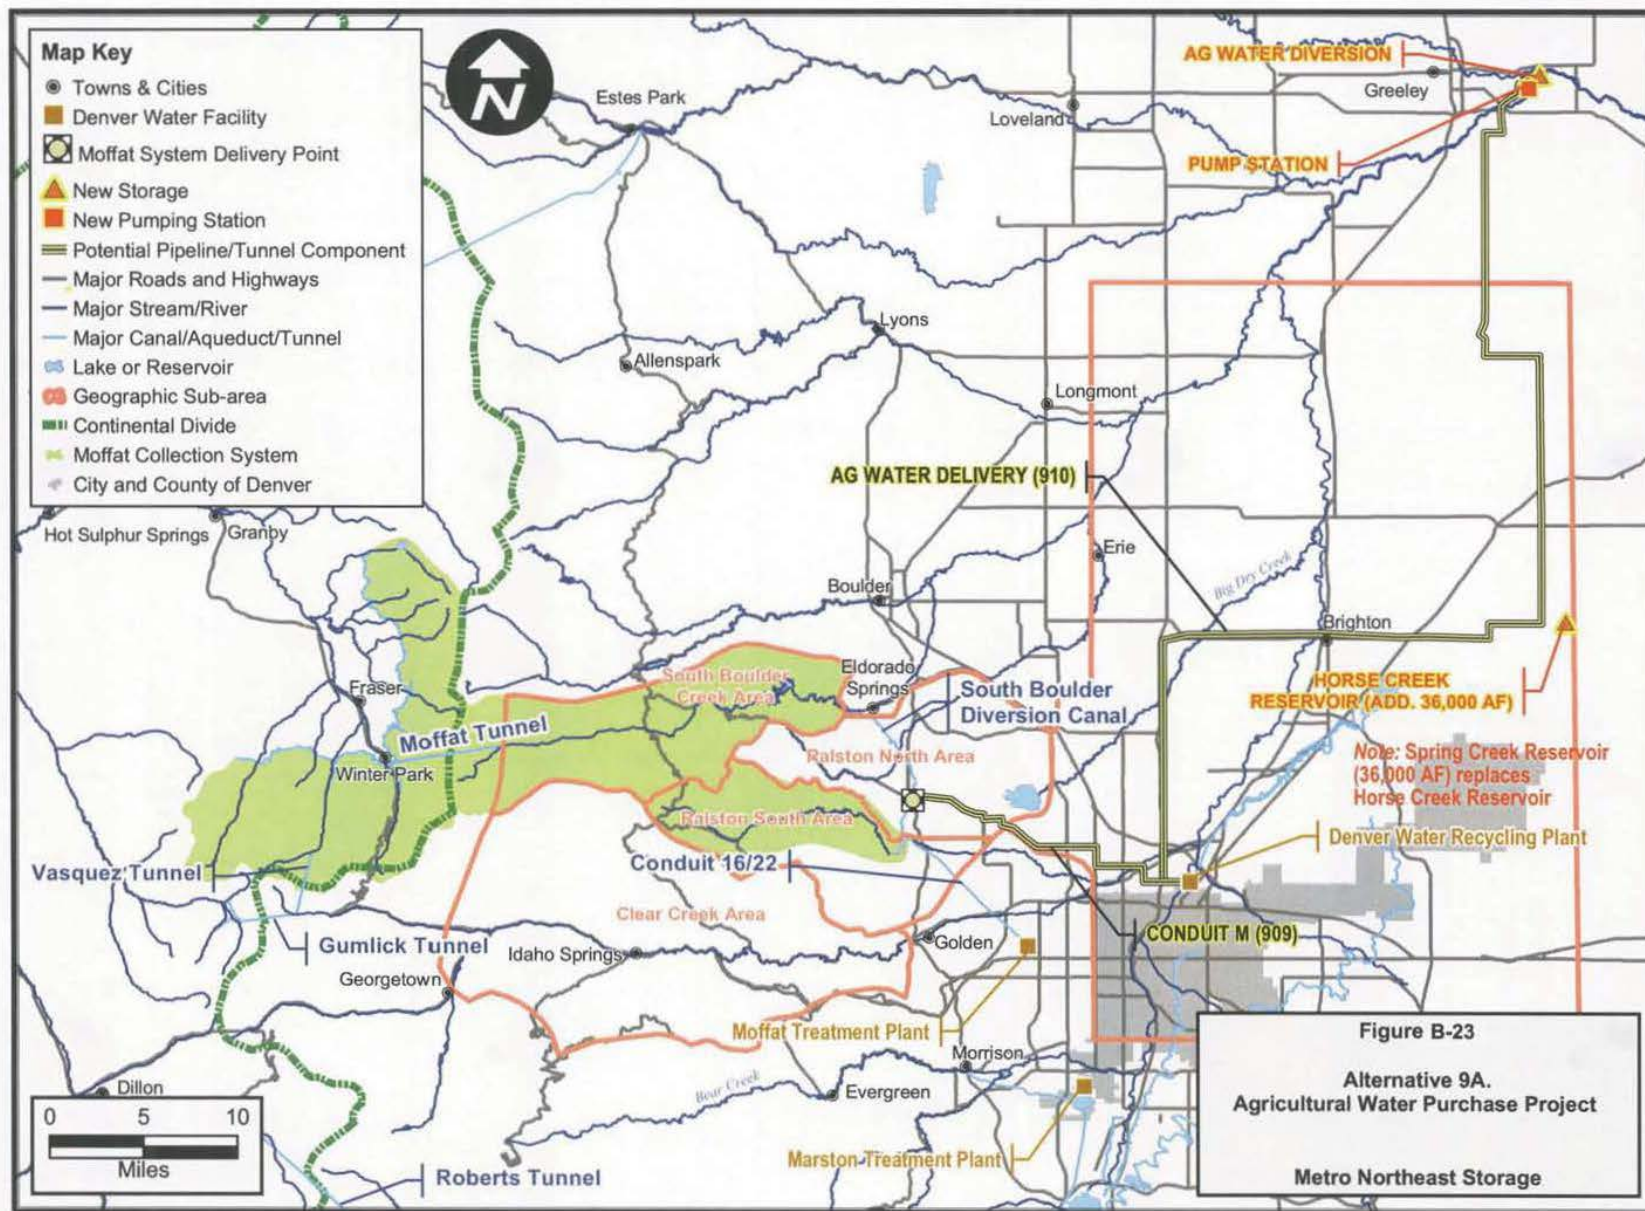 Map Key
Towns & Cities
Denver Water Facility
Moffat System Delivery Point
New Storage
New Pumping Station
Potential Pipeline/Tunnel Component
Major Roads and Highways
Major Stream/River
Major Canal/Aqueduct/Tunnel
Lake or Reservoir
Geographic Sub-area
Continental Divide
Moffat Collection System
City and County of Denver
N
Estes Park
Loveland
AG WATER DIVERSION
Greeley
PUMP STATION
Lyons
Allenspark
Longmont
AG WATER DELIVERY (910)
Hot Sulphur Springs
Granby
Erie
Boulder
Big Dry Creek
Brighton
South Boulder
Creek Area
Eldorado
Springs
South Boulder
Diversion Canal
HORSE CREEK
RESERVOIR (ADD. 36,000 AF)
Fraser
Moffat Tunnel
Winter Park
Ralston North Area
Note: Spring Creek Reservoir
(36,000 AF) replaces
Horse Creek Reservoir
Ralston South Area
Denver Water Recycling Plant
Vasquez Tunnel
Conduit 16/22
Clear Creek Area
CONDUIT M (909)
Gumlick Tunnel
Idaho Springs
Golden
Georgetown
Moffat Treatment Plant
Morrison
Bear Creek
Evergreen
Dillon
Marston Treatment Plant
Roberts Tunnel
0 5 10
Miles
Figure B-23
Alternative 9A.
Agricultural Water Purchase Project
Metro Northeast Storage